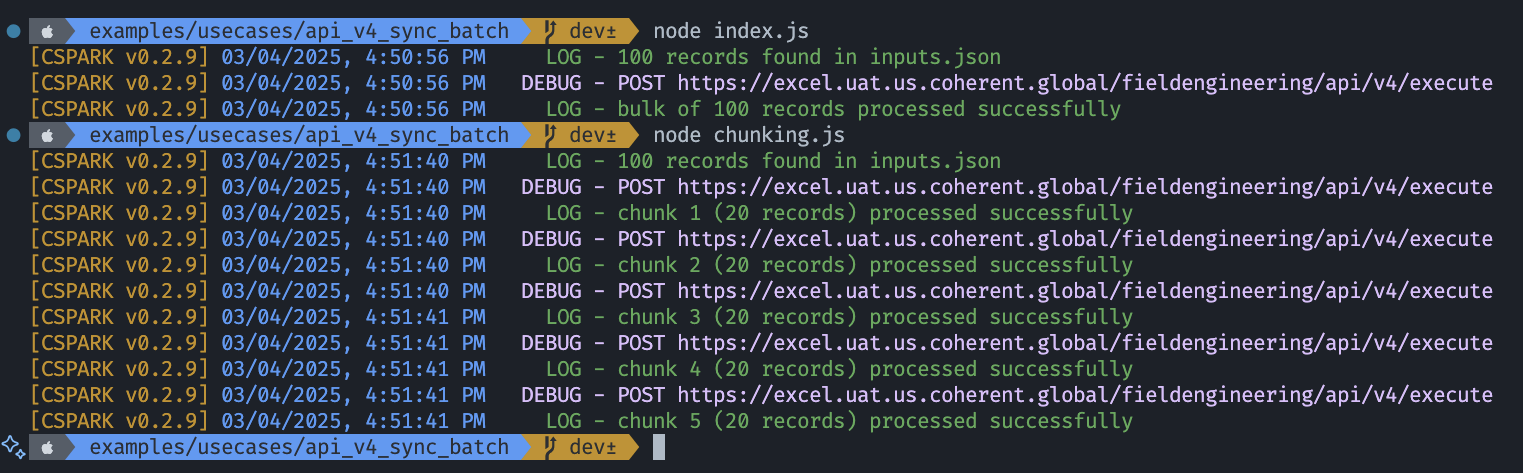 examples/usecases/api_v4_sync_batch dev± node index.js
[CSPARK v0.2.9] 03/04/2025, 4:50:56 PM LOG - 100 records found in inputs.json
[CSPARK v0.2.9] 03/04/2025, 4:50:56 PM DEBUG - POST https://excel.uat.us.coherent.global/fieldengineering/api/v4/execute
[CSPARK v0.2.9] 03/04/2025, 4:50:56 PM LOG - bulk of 100 records processed successfully
examples/usecases/api_v4_sync_batch dev± node chunking.js
[CSPARK v0.2.9] 03/04/2025, 4:51:40 PM LOG - 100 records found in inputs.json
[CSPARK v0.2.9] 03/04/2025, 4:51:40 PM DEBUG - POST https://excel.uat.us.coherent.global/fieldengineering/api/v4/execute
[CSPARK v0.2.9] 03/04/2025, 4:51:40 PM LOG - chunk 1 (20 records) processed successfully
[CSPARK v0.2.9] 03/04/2025, 4:51:40 PM DEBUG - POST https://excel.uat.us.coherent.global/fieldengineering/api/v4/execute
[CSPARK v0.2.9] 03/04/2025, 4:51:40 PM LOG - chunk 2 (20 records) processed successfully
[CSPARK v0.2.9] 03/04/2025, 4:51:40 PM DEBUG - POST https://excel.uat.us.coherent.global/fieldengineering/api/v4/execute
[CSPARK v0.2.9] 03/04/2025, 4:51:41 PM LOG - chunk 3 (20 records) processed successfully
[CSPARK v0.2.9] 03/04/2025, 4:51:41 PM DEBUG - POST https://excel.uat.us.coherent.global/fieldengineering/api/v4/execute
[CSPARK v0.2.9] 03/04/2025, 4:51:41 PM LOG - chunk 4 (20 records) processed successfully
[CSPARK v0.2.9] 03/04/2025, 4:51:41 PM DEBUG - POST https://excel.uat.us.coherent.global/fieldengineering/api/v4/execute
[CSPARK v0.2.9] 03/04/2025, 4:51:41 PM LOG - chunk 5 (20 records) processed successfully
examples/usecases/api_v4_sync_batch dev±